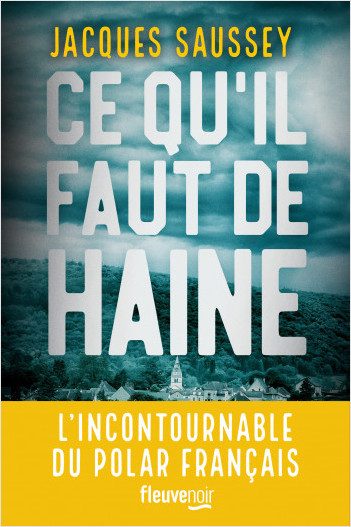 JACQUES SAUSSEY
CE QU'IL
FAUT DE
HAINE
L'INCONTOURNABLE
DU POLAR FRANÇAIS
fleuvenoir